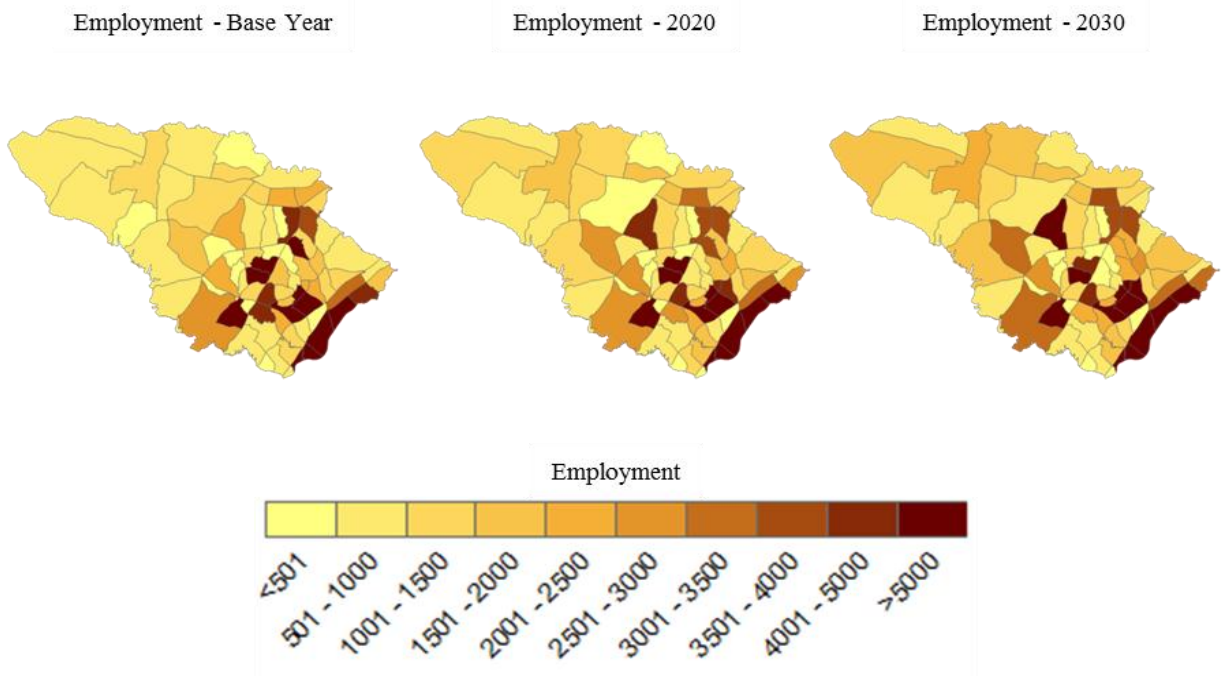 Employment - Base Year
Employment - 2020
Employment - 2030
Employment
<501
501 - 1000
1001 - 1500
1501 - 2000
2001 - 2500
2501 - 3000
3001 - 3500
3501 - 4000
4001 - 5000
>5000